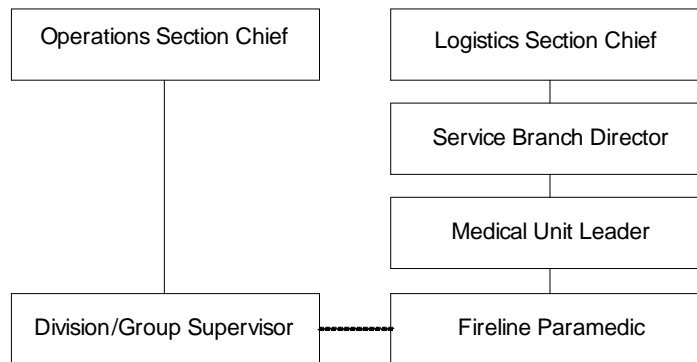 Operations Section Chief
Logistics Section Chief
Service Branch Director
Medical Unit Leader
Division/Group Supervisor
Fireline Paramedic